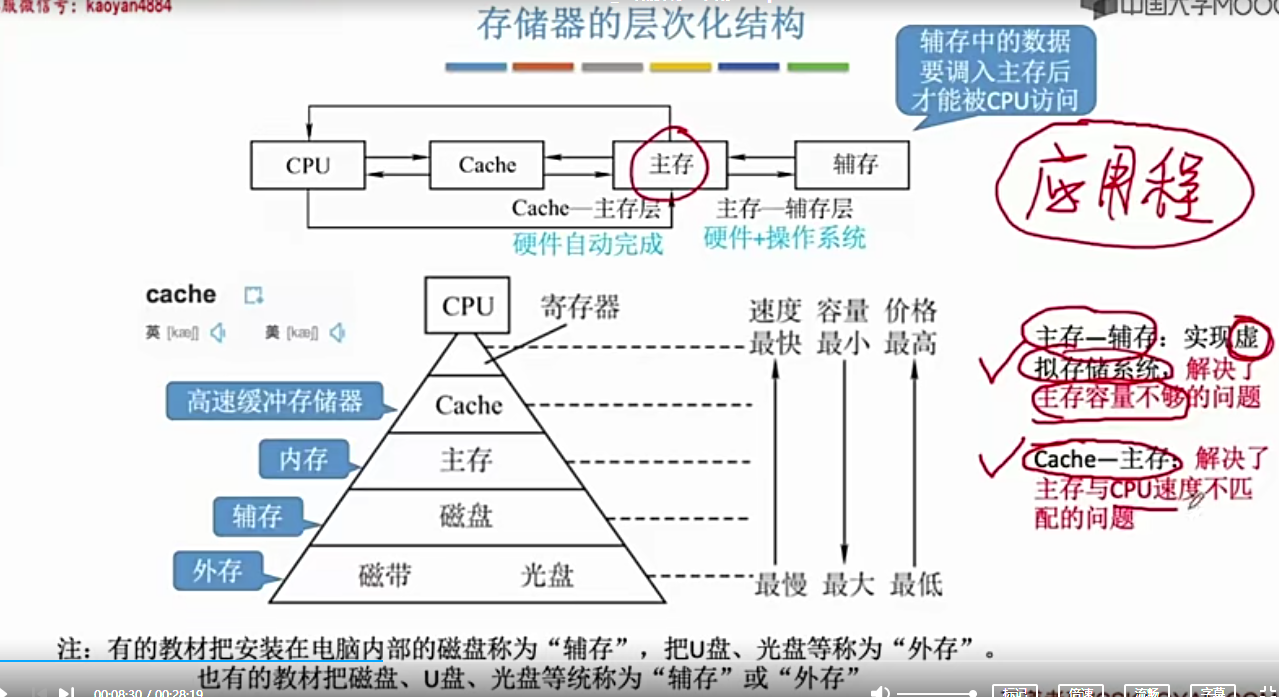 版微信号：kaoyan4884
中国大学MOOC
存储器的层次化结构
辅存中的数据
要调入主存后
才能被CPU访问
CPU
Cache
主存
辅存
Cache—主存层
主存—辅存层
硬件自动完成
硬件+操作系统
应用程
cache
英 [kæʃ] 美 [kæʃ]
CPU
寄存器
速度 容量 价格
最快 最小 最高
高速缓冲存储器
Cache
内存
主存
辅存
磁盘
外存
磁带 光盘
最慢 最大 最低
主存—辅存：实现虚
拟存储系统，解决了
主存容量不够的问题
Cache—主存：解决了
主存与CPU速度不匹
配的问题
注：有的教材把安装在电脑内部的磁盘称为“辅存”，把U盘、光盘等称为“外存”。
也有的教材把磁盘、U盘、光盘等统称为“辅存”或“外存”
00:08:30 / 00:28:19
标记 倍速 流畅 字幕